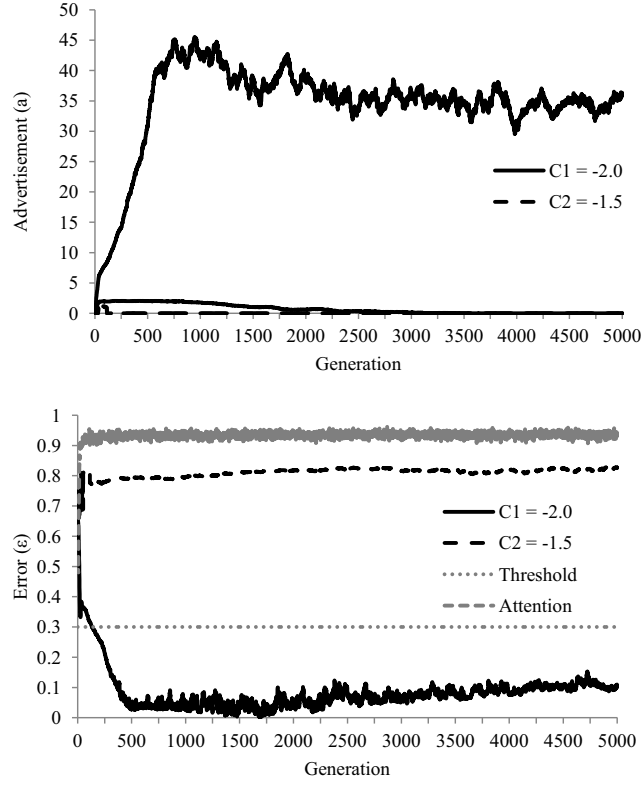 50
45
40
35
30
25
20
15
10
5
0
Advertisement (a)
C1 = -2.0
C2 = -1.5
0 500 1000 1500 2000 2500 3000 3500 4000 4500 5000
Generation
1
0.9
0.8
0.7
0.6
0.5
0.4
0.3
0.2
0.1
0
Error (ε)
C1 = -2.0
C2 = -1.5
Threshold
Attention
0 500 1000 1500 2000 2500 3000 3500 4000 4500 5000
Generation